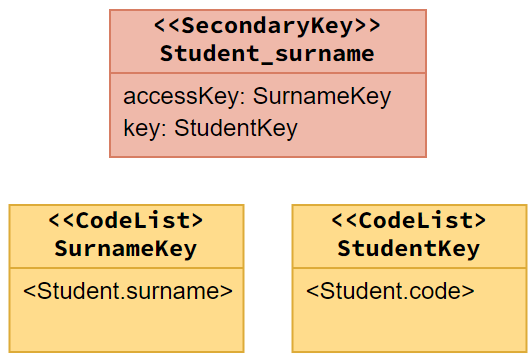 <<SecondaryKey>>
Student_surname
accessKey: SurnameKey
key: StudentKey
<<CodeList>
SurnameKey
<Student.surname>
<<CodeList>
StudentKey
<Student.code>